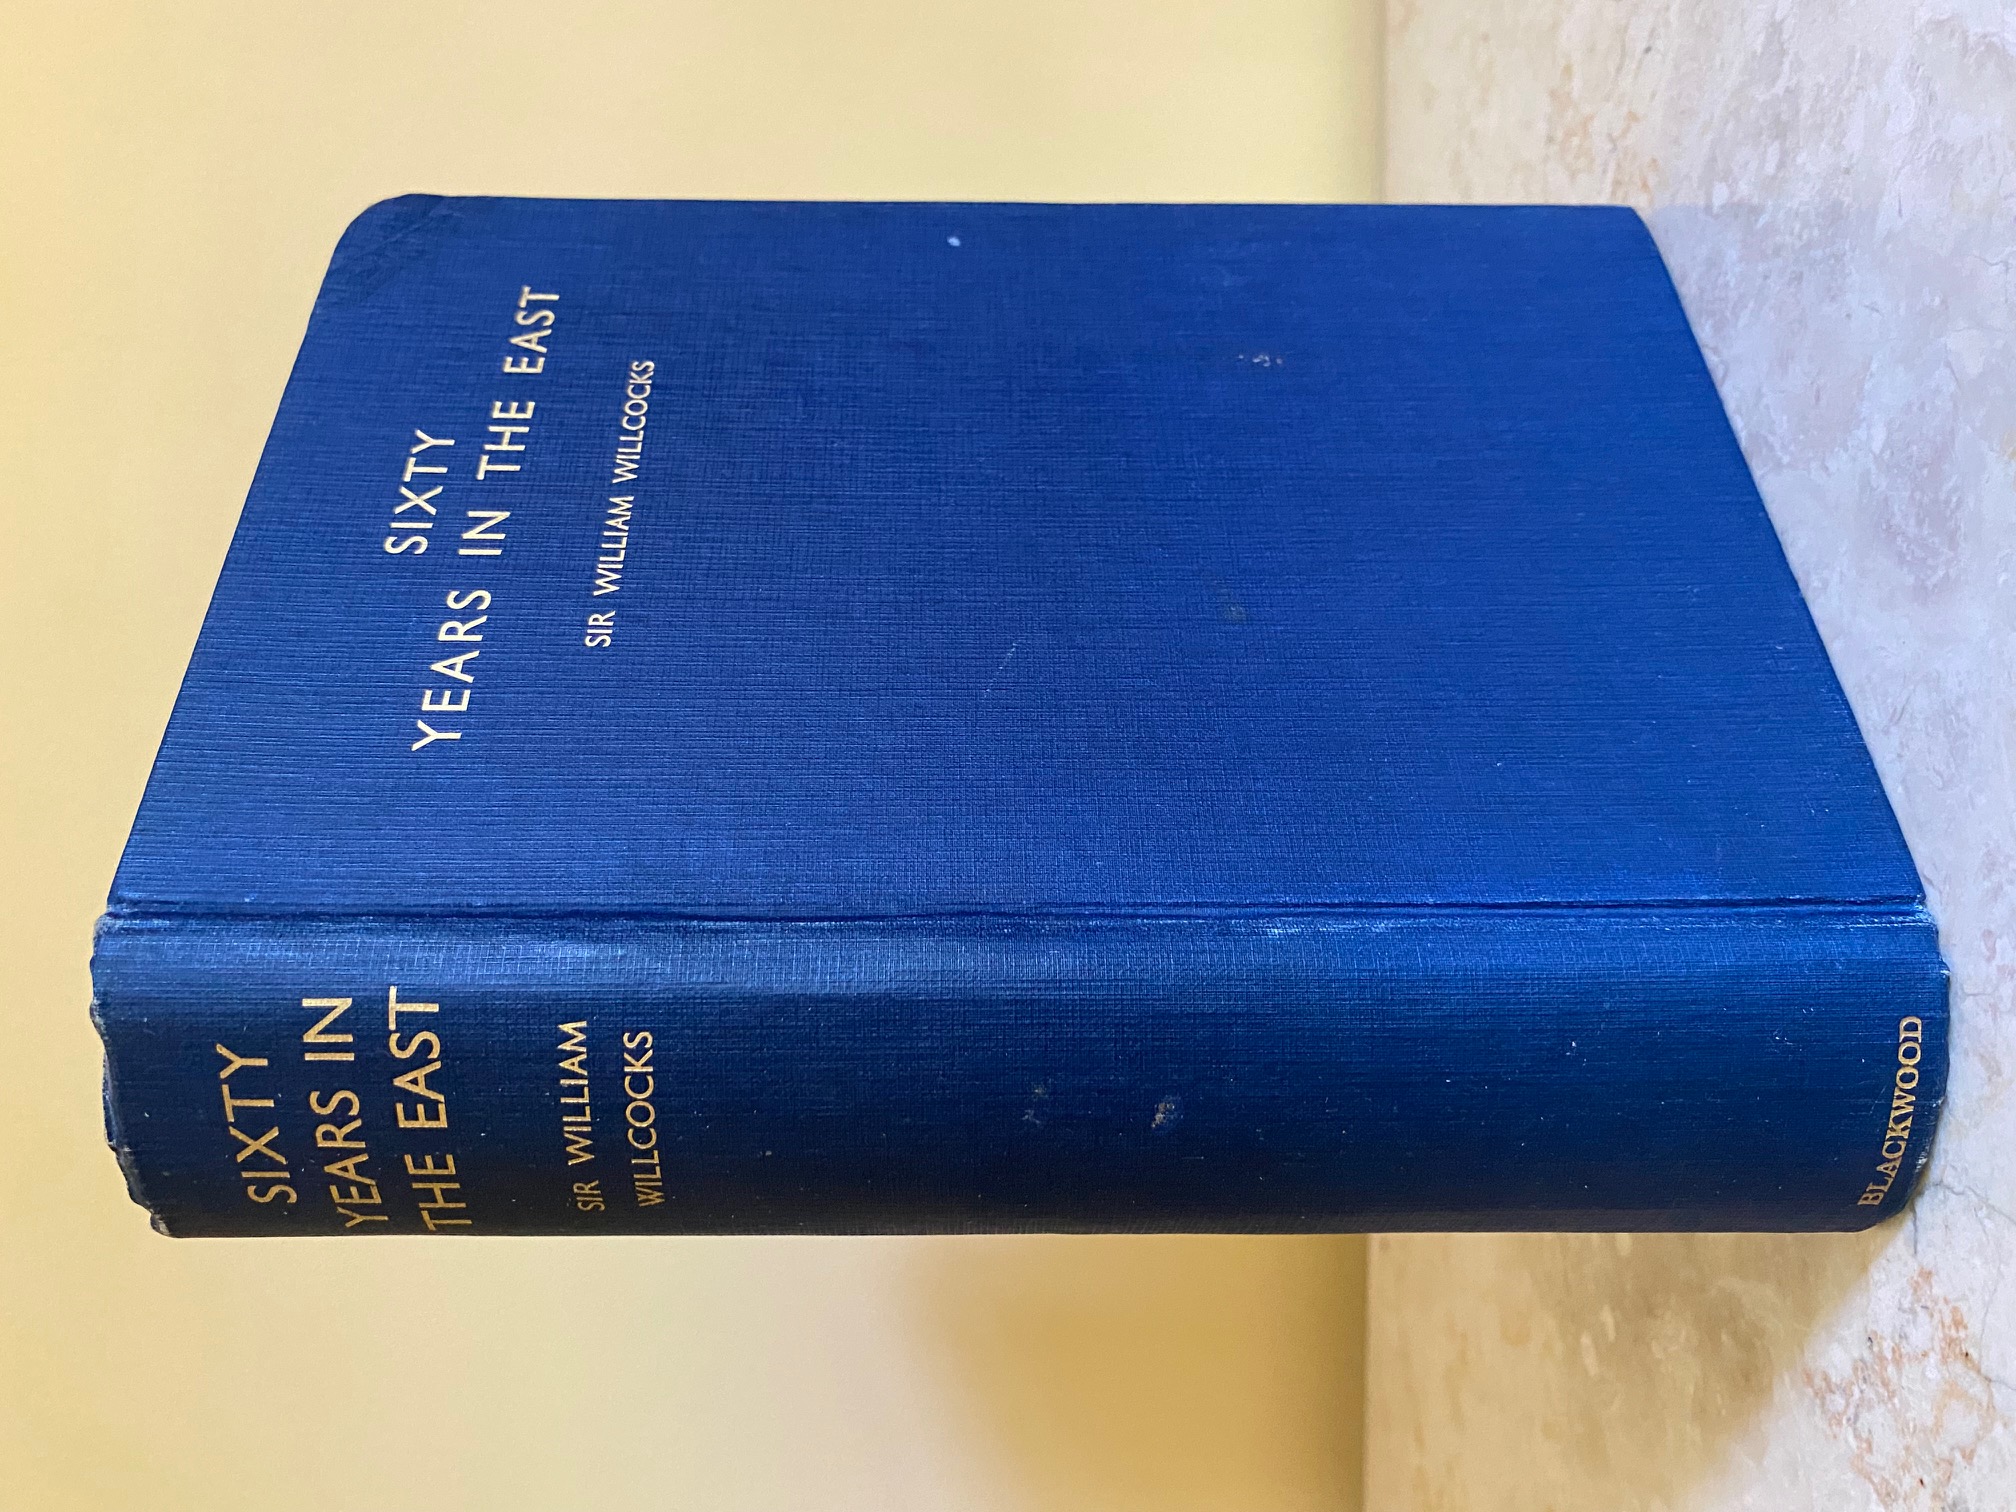 SIXTY
YEARS IN THE EAST
SIR WILLIAM WILLCOCKS
SIXTY
YEARS IN
THE EAST
SIR WILLIAM
WILLCOCKS
BLACKWOOD